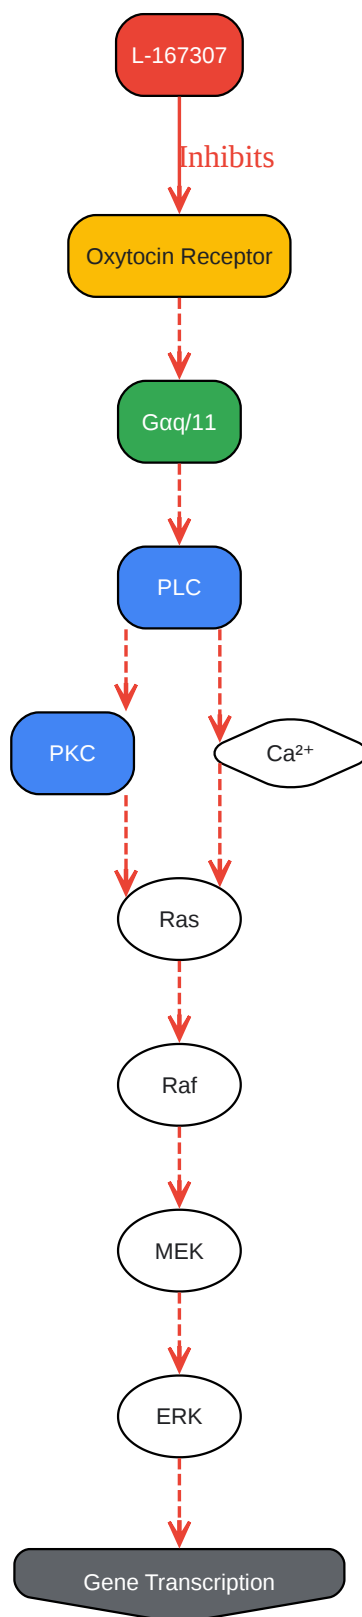 L-167307
Inhibits
Oxytocin Receptor
Gαq/11
PLC
PKC
Ca²⁺
Ras
Raf
MEK
ERK
Gene Transcription